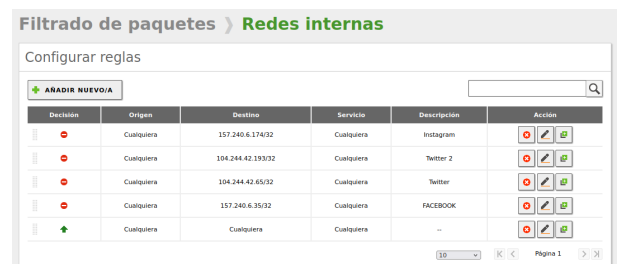 Filtrado de paquetes ⟩ Redes internas
Configurar reglas
AÑADIR NUEVO/A
Decisión Origen Destino Servicio Descripción Acción
Cualquiera 157.240.6.174/32 Cualquiera Instagram
Cualquiera 104.244.42.193/32 Cualquiera Twitter 2
Cualquiera 104.244.42.65/32 Cualquiera Twitter
Cualquiera 157.240.6.35/32 Cualquiera FACEBOOK
Cualquiera Cualquiera Cualquiera --
10 Página 1